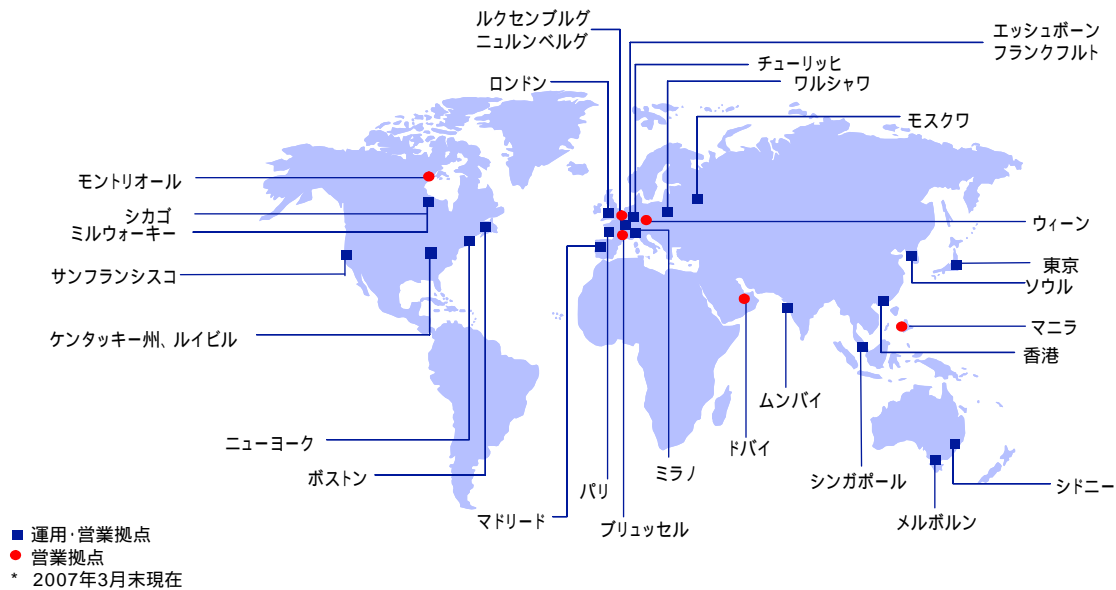 ルクセンブルグ
ニュルンベルグ
エッシュボーン
フランクフルト
チューリッヒ
ロンドン
ワルシャワ
モスクワ
モントリオール
シカゴ
ミルウォーキー
ウィーン
サンフランシスコ
東京
ソウル
ケンタッキー州、ルイビル
マニラ
香港
ムンバイ
ニューヨーク
ドバイ
ボストン
ミラノ
シンガポール
パリ
シドニー
マドリード
ブリュッセル
メルボルン
運用･営業拠点
営業拠点
* 2007年3月末現在